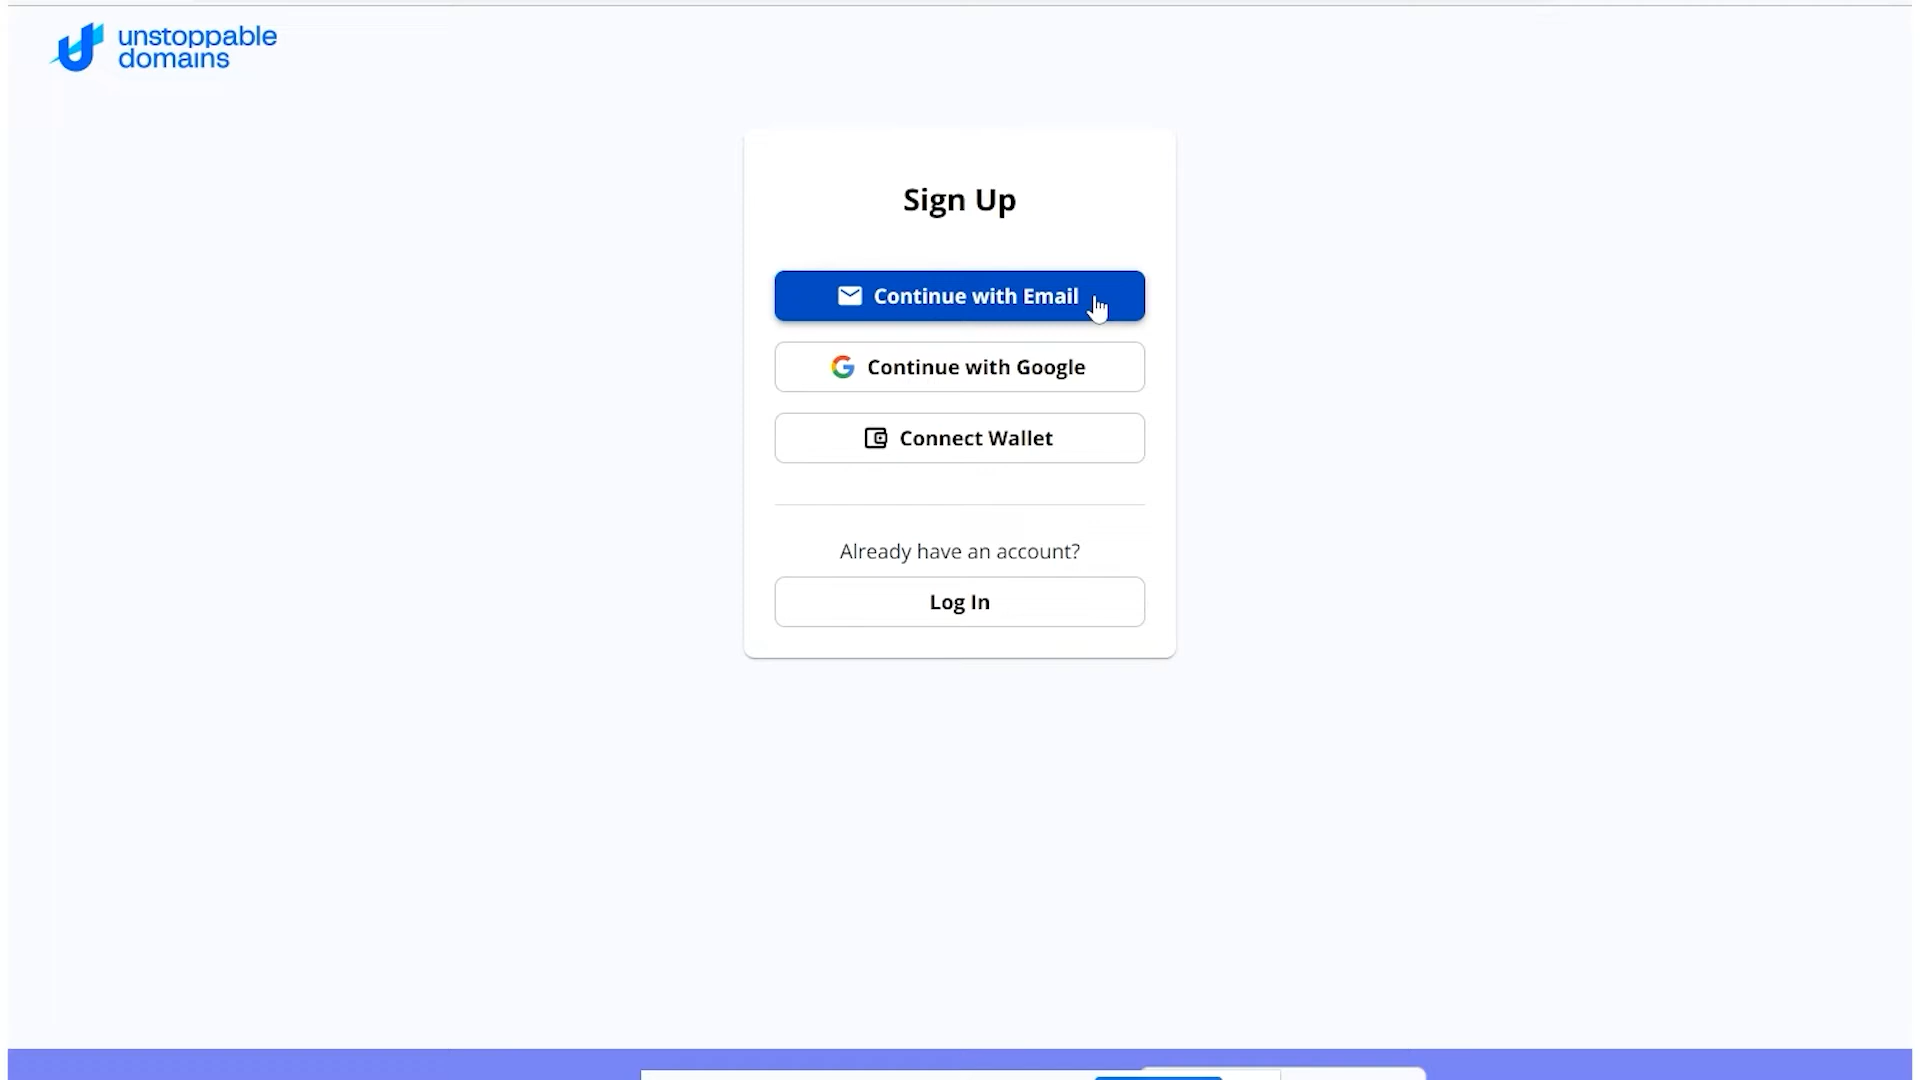 unstoppable
domains
Sign Up
Continue with Email
Continue with Google
Connect Wallet
Already have an account?
Log In